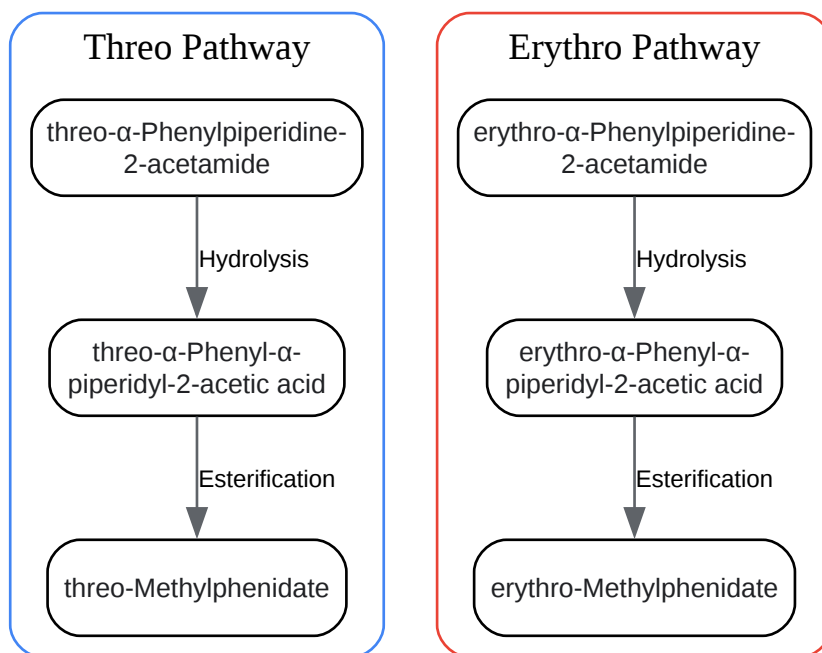 Threo Pathway
threo-α-Phenylpiperidine-
2-acetamide
Hydrolysis
threo-α-Phenyl-α-
piperidyl-2-acetic acid
Esterification
threo-Methylphenidate
Erythro Pathway
erythro-α-Phenylpiperidine-
2-acetamide
Hydrolysis
erythro-α-Phenyl-α-
piperidyl-2-acetic acid
Esterification
erythro-Methylphenidate